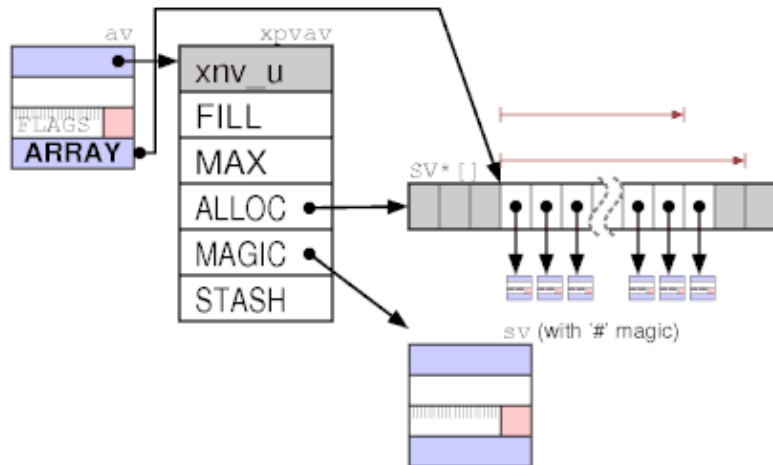 av
xpvav
xnv_u
FILL
FLAGS
ARRAY
MAX
SV*[]
ALLOC
MAGIC
STASH
sv (with '#' magic)